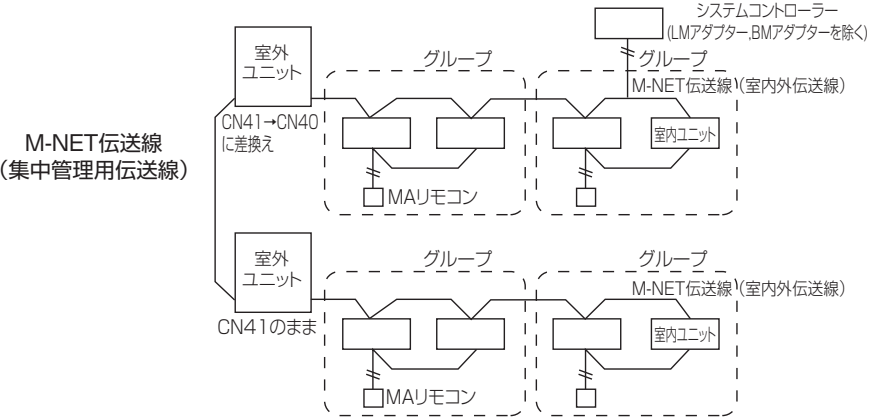 システムコントローラー
(LMアダプター,BMアダプターを除く)
室外
ユニット
グループ
グループ
M-NET伝送線(室内外伝送線)
CN41→CN40
に差換え
室内ユニット
M-NET伝送線
(集中管理用伝送線)
MAリモコン
室外
ユニット
グループ
グループ
M-NET伝送線(室内外伝送線)
CN41のまま
室内ユニット
MAリモコン